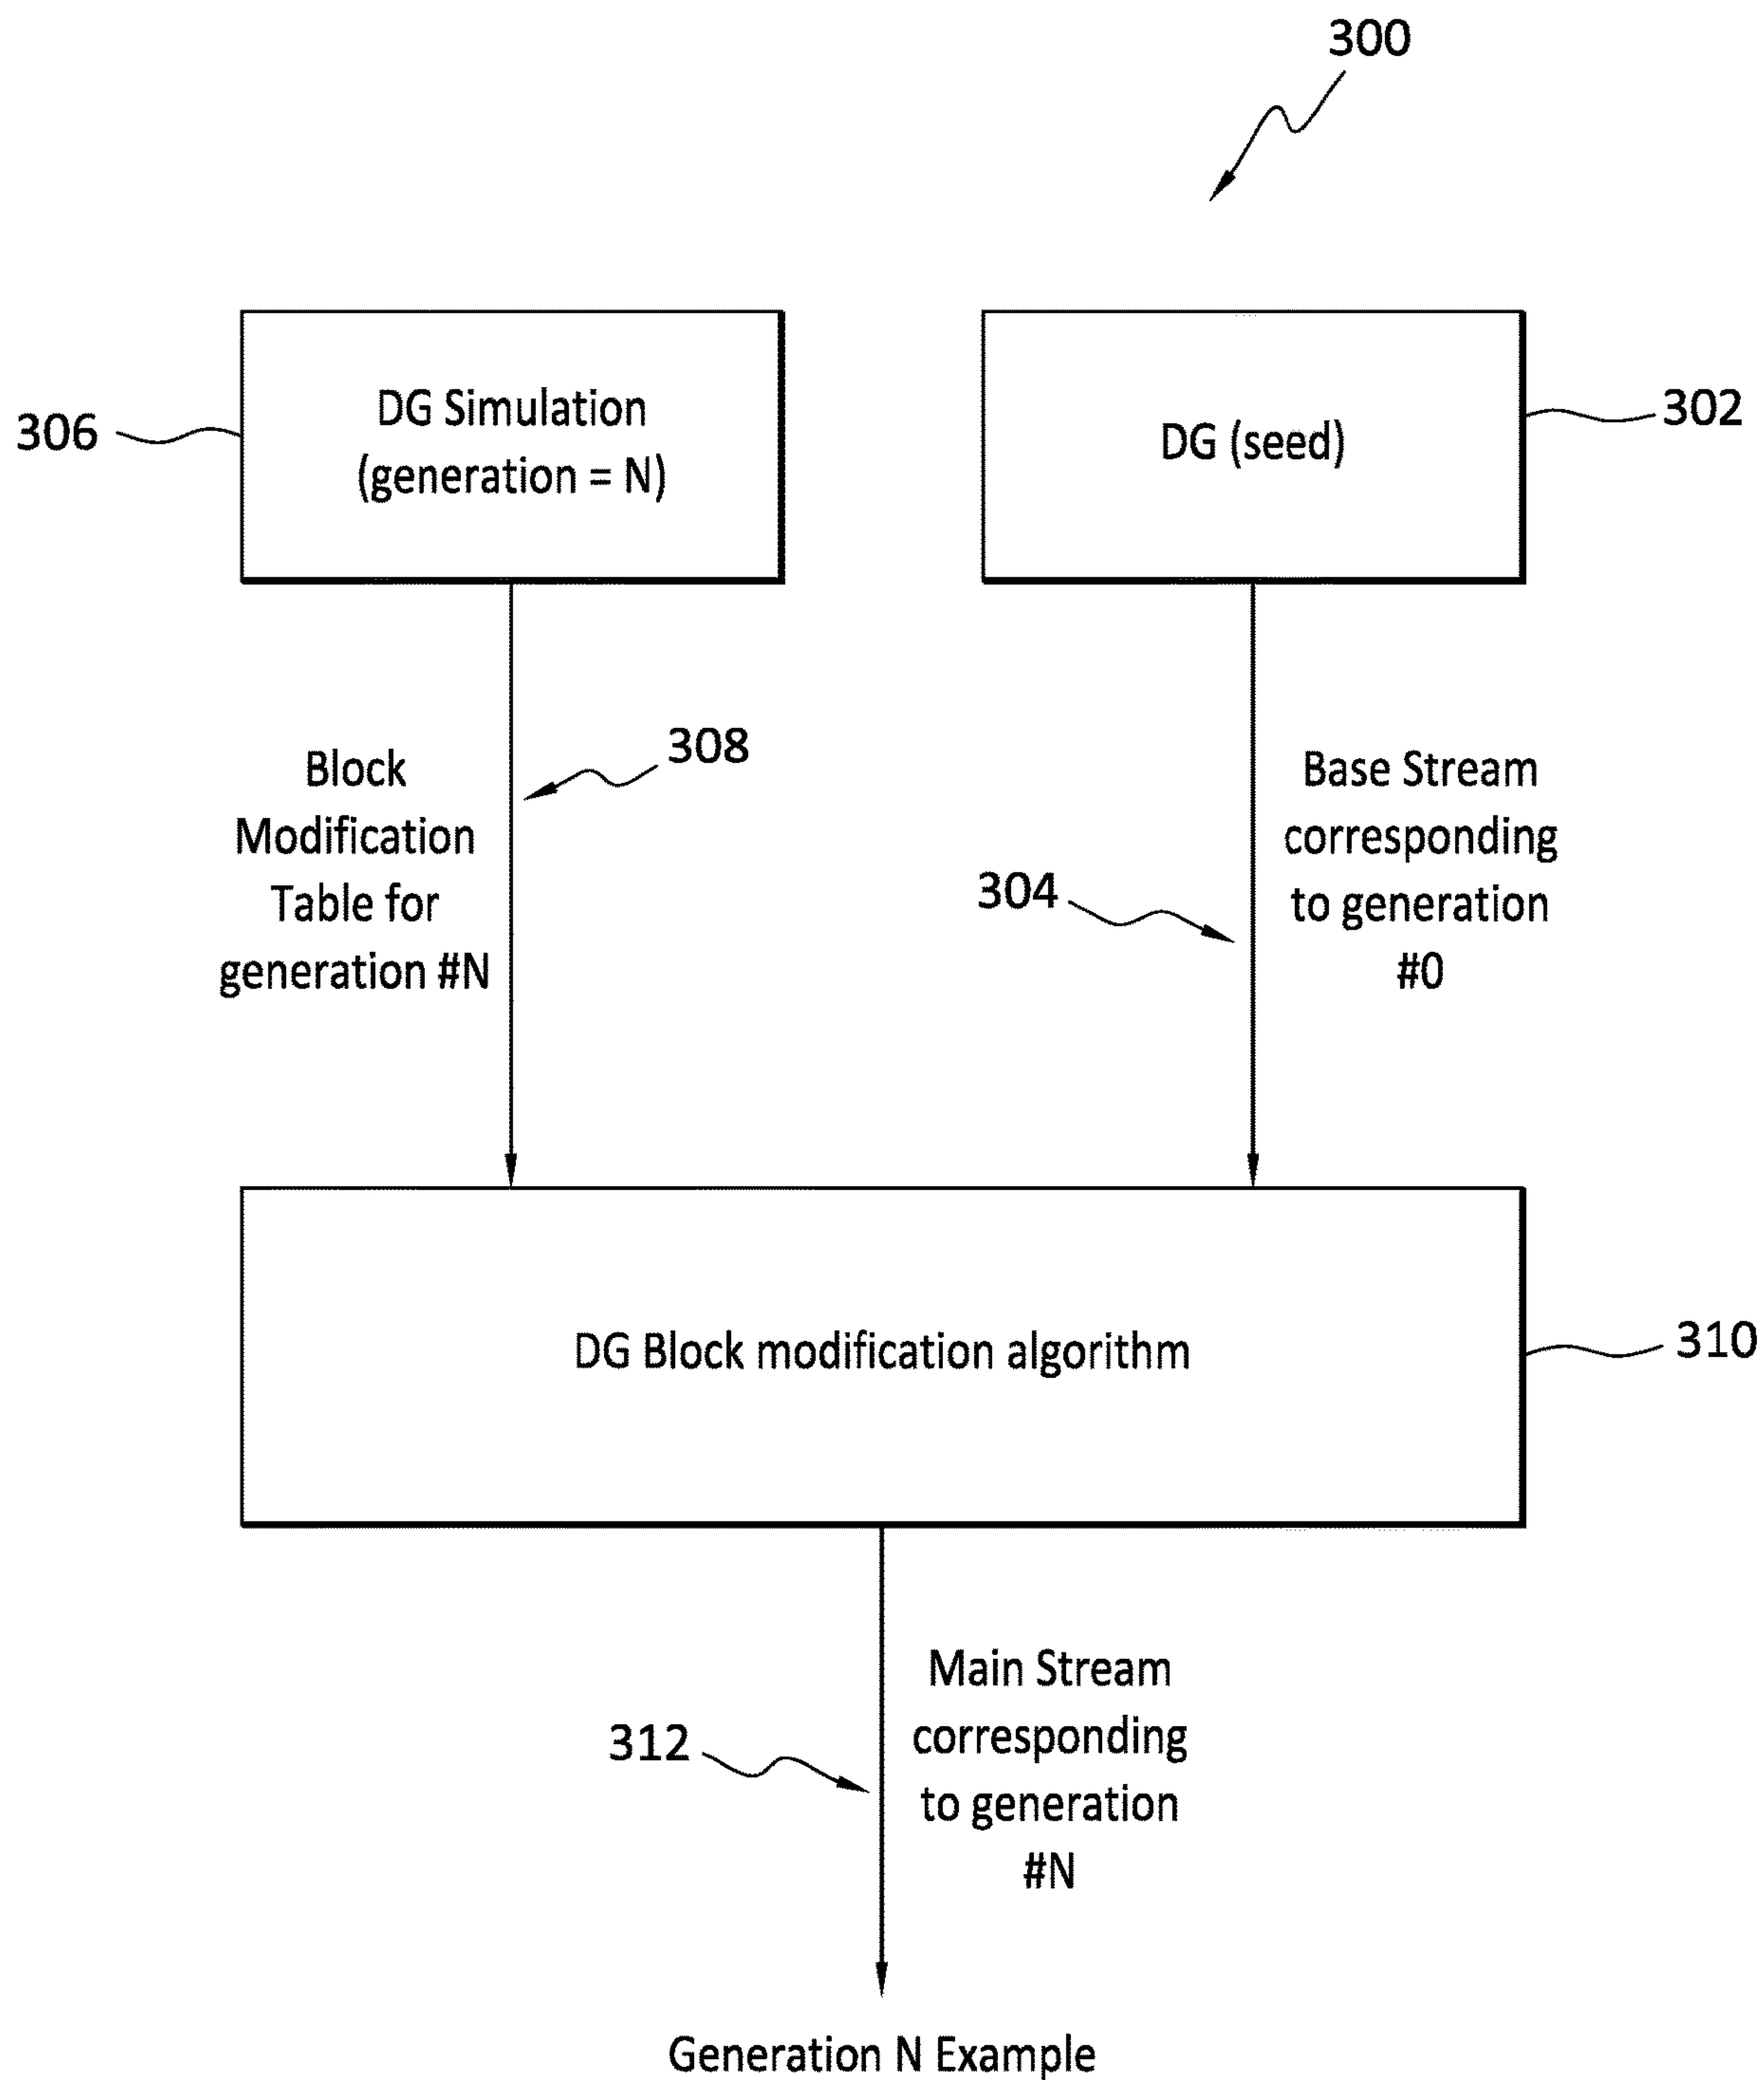 300
DG Simulation
(generation = N)
306
DG (seed)
302
Block
Modification
Table for
generation #N
308
Base Stream
corresponding
to generation
#0
304
DG Block modification algorithm
310
Main Stream
corresponding
to generation
#N
312
Generation N Example